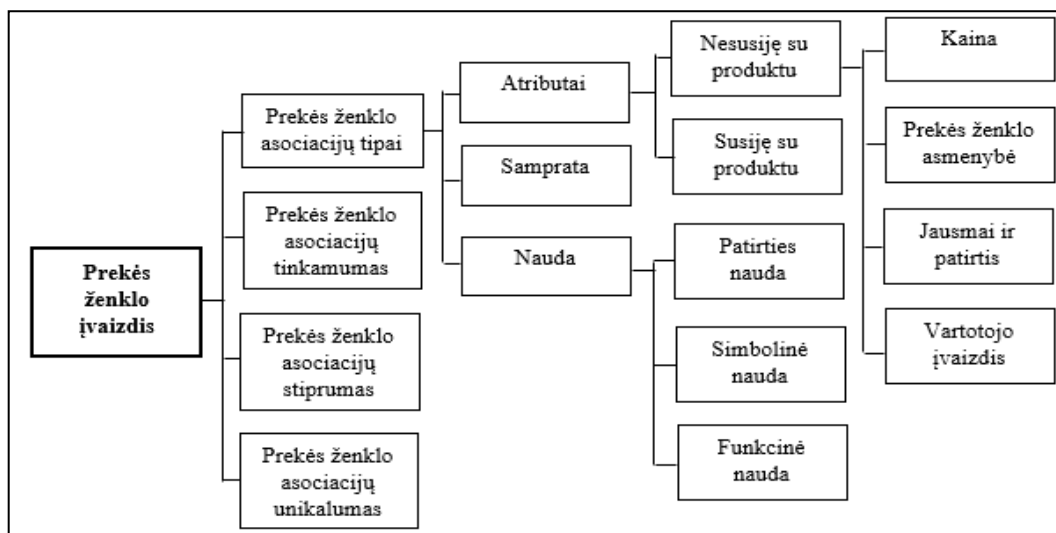 Prekės
ženklo
įvaizdis
Prekės ženklo
asociacijų tipai
Prekės ženklo
asociacijų
tinkamumas
Prekės ženklo
asociacijų
stiprumas
Prekės ženklo
asociacijų
unikalumas
Atributai
Samprata
Nauda
Nesusiję su
produktu
Susiję su
produktu
Patirties
nauda
Simbolinė
nauda
Funkcinė
nauda
Kaina
Prekės ženklo
asmenybė
Jausmai ir
patirtis
Vartotojo
įvaizdis